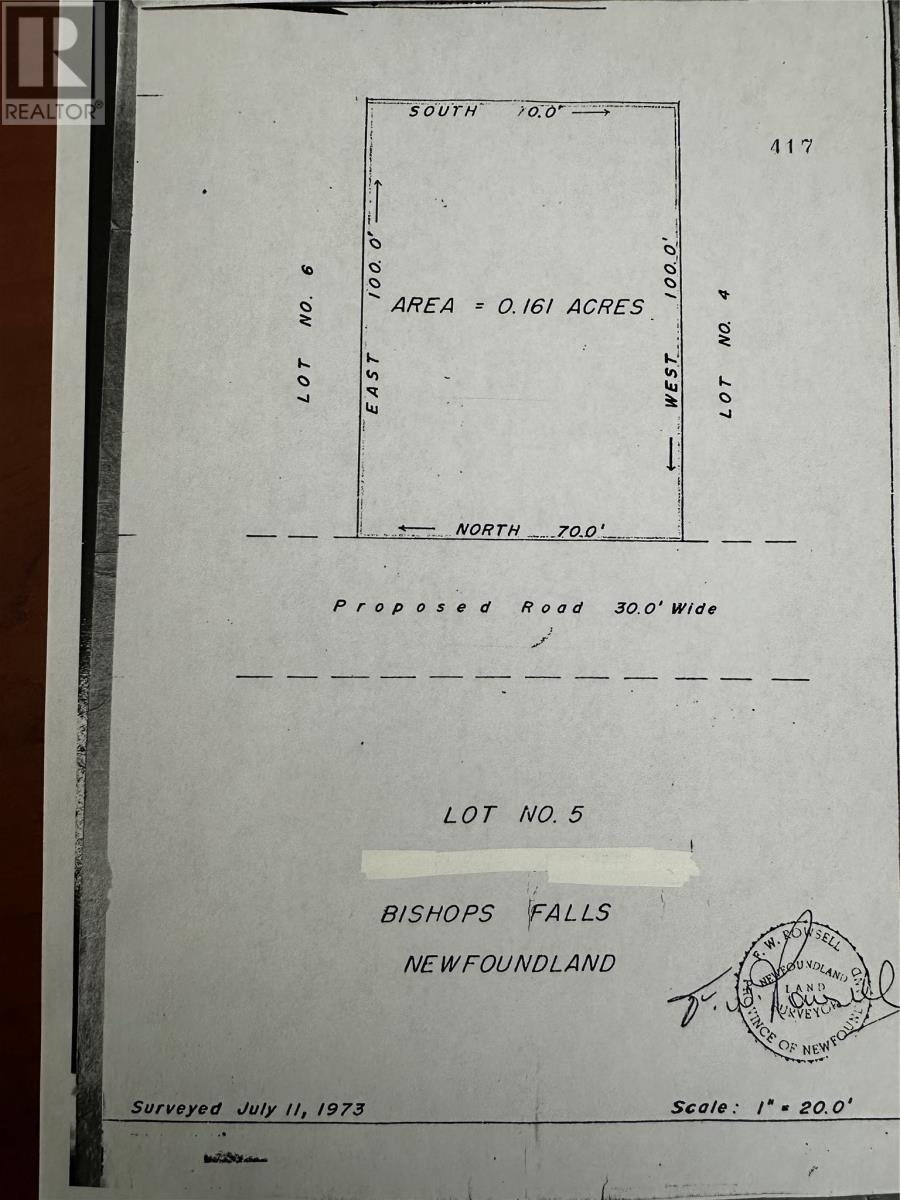 REALTOR®
SOUTH 70.0'
417
EAST 100.0'
WEST 100.0'
LOT NO. 6
LOT NO. 4
AREA = 0.161 ACRES
NORTH 70.0'
Proposed Road 30.0' Wide
LOT NO. 5
BISHOPS FALLS
NEWFOUNDLAND
F. W. ROWSELL
NEWFOUNDLAND
LAND
SURVEYOR
PROVINCE OF NEWFOUNDLAND
Surveyed July 11, 1973
Scale: 1" = 20.0'